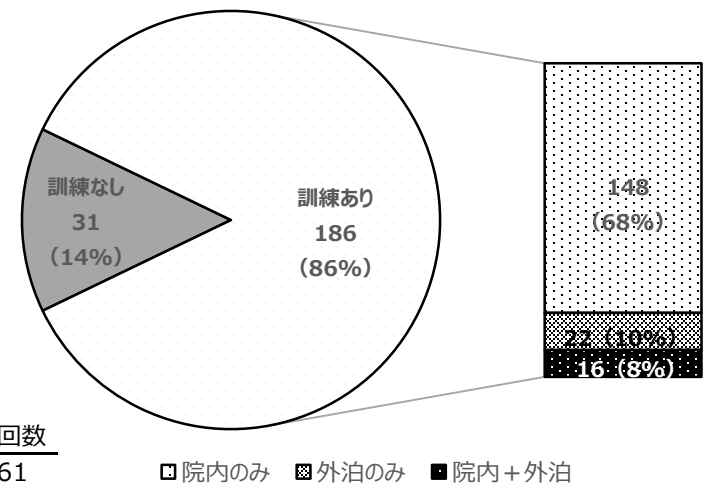 訓練なし
31
(14%)
訓練あり
186
(86%)
148
(68%)
22 (10%)
16 (8%)
回数
61
院内のみ 外泊のみ 院内+外泊